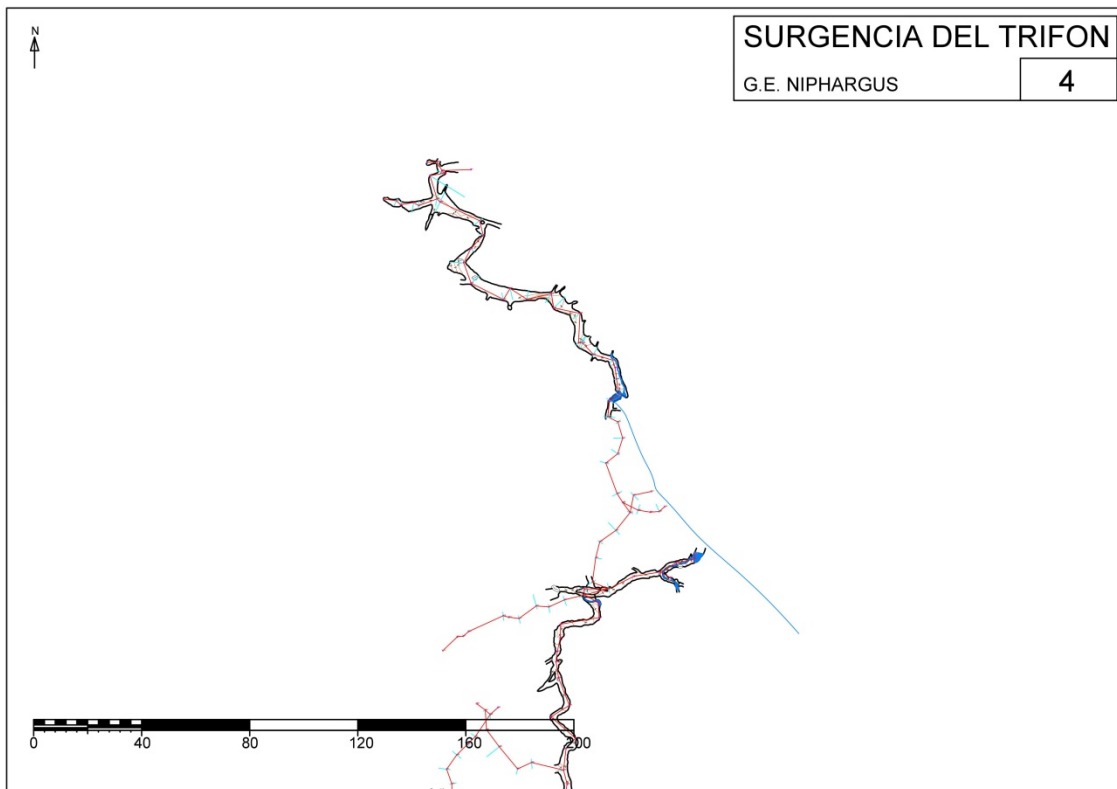 N
SURGENCIA DEL TRIFON
G.E. NIPHARGUS
4
0 40 80 120 160 200